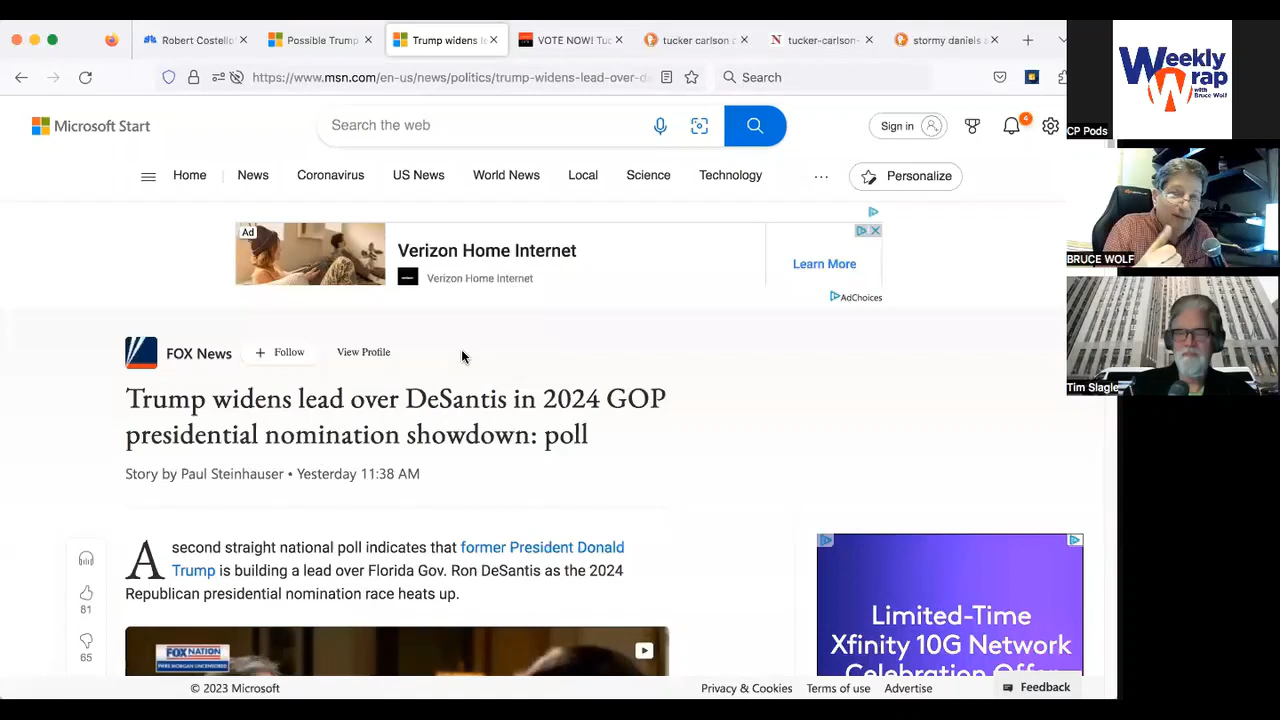 Robert Costello
Possible Trump
Trump widens le
VOTE NOW! Tuc
tucker carlson a
tucker-carlson-
stormy daniels a
https://www.msn.com/en-us/news/politics/trump-widens-lead-over-d
Search
Microsoft Start
Search the web
Sign in
4
Home
News
Coronavirus
US News
World News
Local
Science
Technology
...
Personalize
Ad
Verizon Home Internet
Verizon Home Internet
Learn More
AdChoices
FOX News
+ Follow
View Profile
Trump widens lead over DeSantis in 2024 GOP
presidential nomination showdown: poll
Story by Paul Steinhauser • Yesterday 11:38 AM
A second straight national poll indicates that former President Donald
Trump is building a lead over Florida Gov. Ron DeSantis as the 2024
Republican presidential nomination race heats up.
81
65
FOX NATION
PIERS MORGAN UNCENSORED
Limited-Time
Xfinity 10G Network
Celebration Offer
© 2023 Microsoft
Privacy & Cookies
Terms of use
Advertise
Feedback
Weekly
Wrap
with
Bruce Wolf
CP Pods
BRUCE WOLF
Tim Slagle